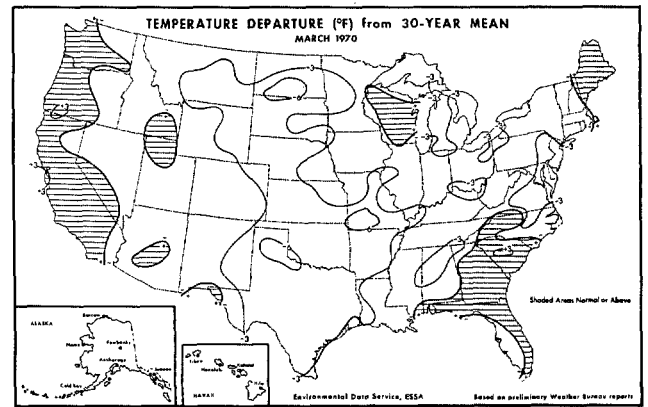 TEMPERATURE DEPARTURE (°F) from 30-YEAR MEAN
MARCH 1970
Shaded Areas Normal or Above
ALASKA
Barrow
Nome
Fairbanks
Anchorage
Juneau
Cold Bay
Lihue
Honolulu
Kahului
Hilo
HAWAII
Environmental Data Service, ESSA
Based on preliminary Weather Bureau reports